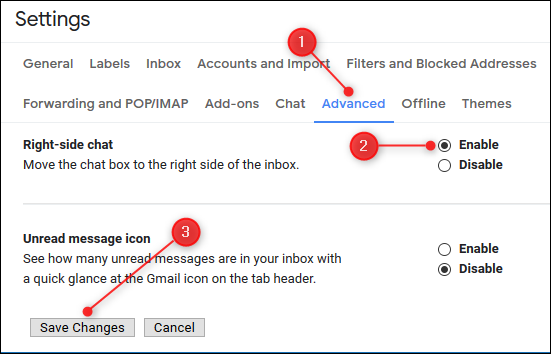 Settings
General Labels Inbox Accounts and Import Filters and Blocked Addresses
Forwarding and POP/IMAP Add-ons Chat Advanced Offline Themes
1
Right-side chat
Move the chat box to the right side of the inbox.
2
Enable
Disable
3
Unread message icon
See how many unread messages are in your inbox with
a quick glance at the Gmail icon on the tab header.
Enable
Disable
Save Changes Cancel